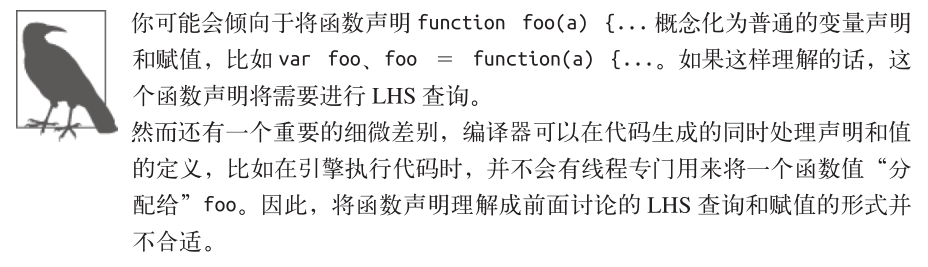 你可能会倾向于将函数声明 function foo(a) {... 概念化为普通的变量声明
和赋值，比如 var foo、foo = function(a) {...。如果这样理解的话，这
个函数声明将需要进行 LHS 查询。
然而还有一个重要的细微差别，编译器可以在代码生成的同时处理声明和值
的定义，比如在引擎执行代码时，并不会有线程专门用来将一个函数值“分
配给”foo。因此，将函数声明理解成前面讨论的 LHS 查询和赋值的形式并
不合适。